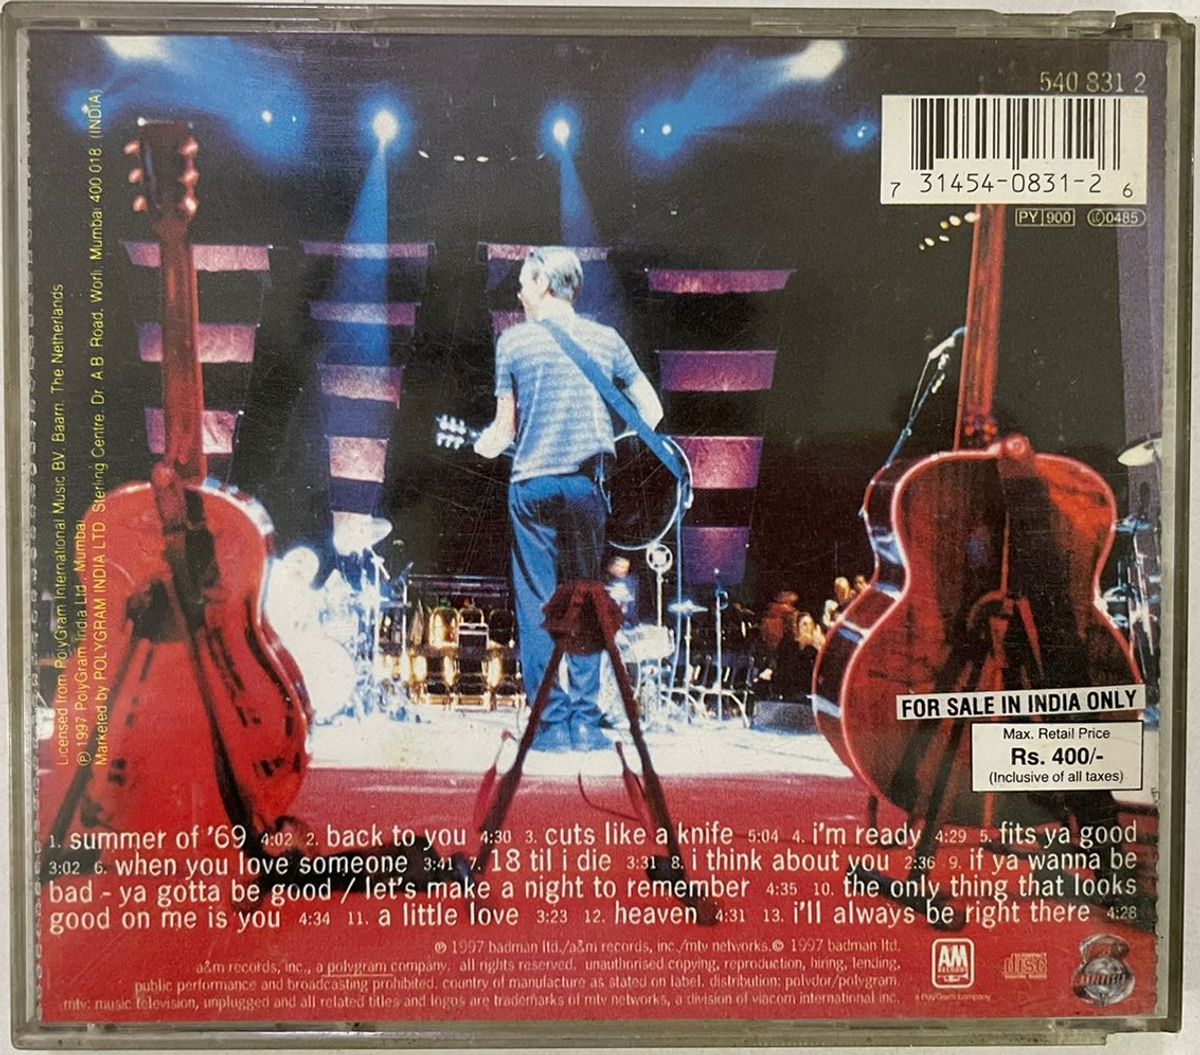 540 831 2
7 31454-0831-2 6
PY 900 LC 0485
Licensed from PolyGram International Music BV. Baarn. The Netherlands
℗ 1997 PolyGram India Ltd. Mumbai
Marketed by POLYGRAM INDIA LTD. Sterling Centre. Dr. A B Road. Worli. Mumbai 400 018 (INDIA)
FOR SALE IN INDIA ONLY
Max. Retail Price
Rs. 400/-
(Inclusive of all taxes)
1. summer of '69 4:02 2. back to you 4:30 3. cuts like a knife 5:04 4. i'm ready 4:29 5. fits ya good
3:02 6. when you love someone 3:41 7. 18 til i die 3:31 8. i think about you 2:36 9. if ya wanna be
bad - ya gotta be good / let's make a night to remember 4:35 10. the only thing that looks
good on me is you 4:34 11. a little love 3:23 12. heaven 4:31 13. i'll always be right there 4:28
℗ 1997 badman ltd./a&m records, inc./mtv networks.© 1997 badman ltd.
a&m records, inc., a polygram company. all rights reserved. unauthorised copying, reproduction, hiring, lending,
public performance and broadcasting prohibited. country of manufacture as stated on label. distribution: polydor/polygram.
mtv: music television, unplugged and all related titles and logos are trademarks of mtv networks, a division of viacom international inc.
AM
RECORDS
a PolyGram company
disc